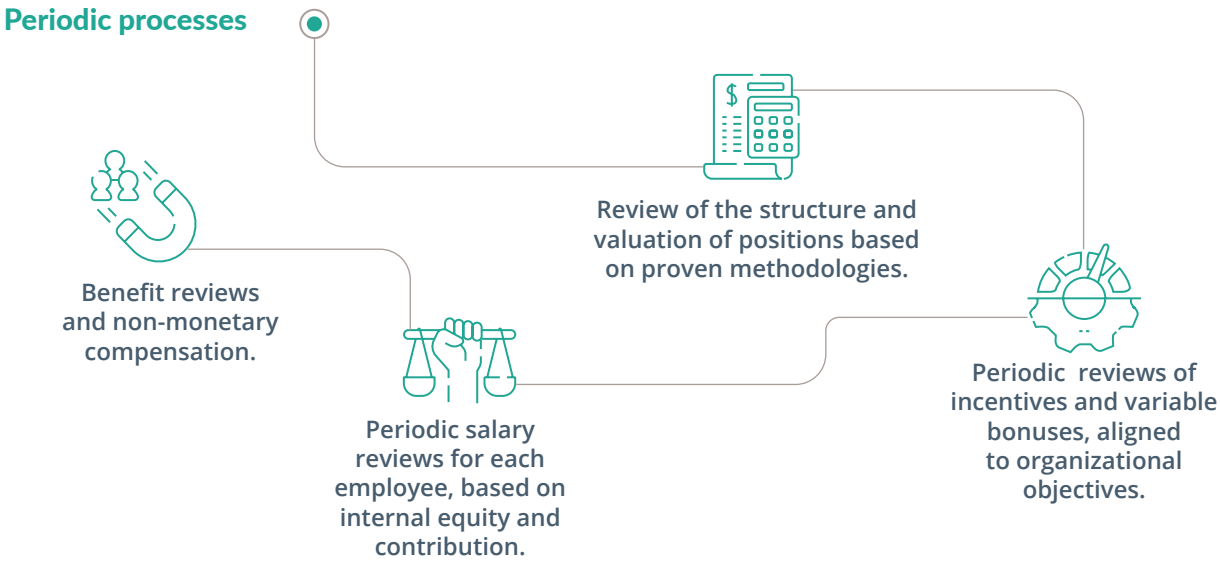 Periodic processes
$
Review of the structure and
valuation of positions based
on proven methodologies.
Periodic  reviews of
incentives and variable
bonuses, aligned
to organizational
objectives.
Periodic salary
reviews for each
employee, based on
internal equity and
contribution.
Benefit reviews
and non-monetary
compensation.